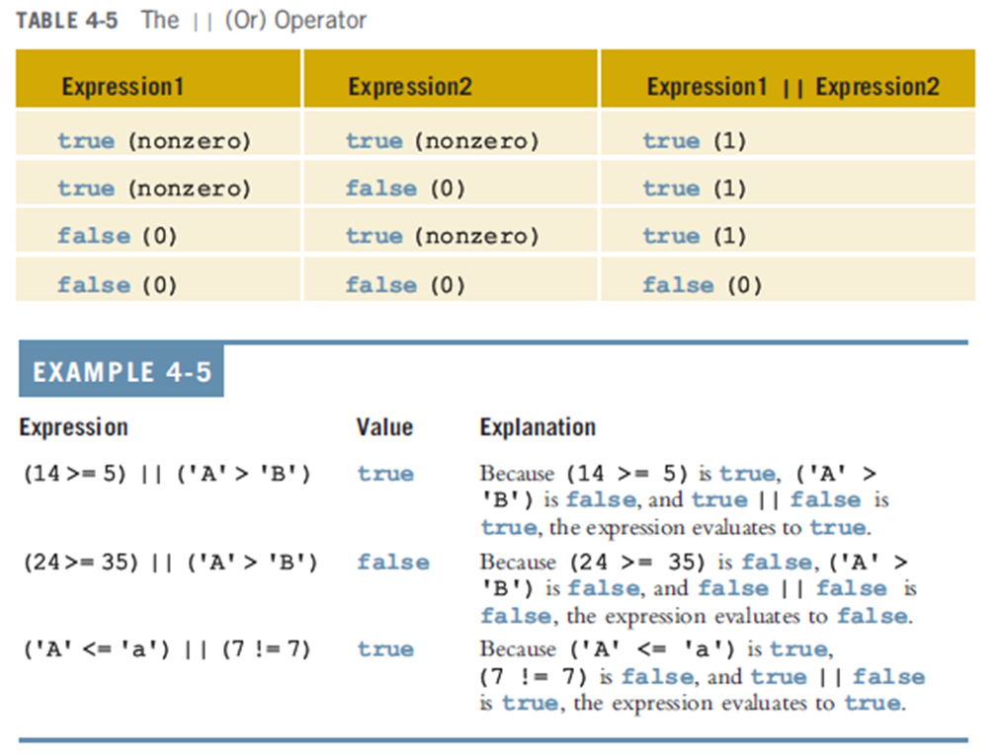 TABLE 4-5 The || (Or) Operator
Expression1 Expression2 Expression1 || Expression2
true (nonzero) true (nonzero) true (1)
true (nonzero) false (0) true (1)
false (0) true (nonzero) true (1)
false (0) false (0) false (0)
EXAMPLE 4-5
Expression Value Explanation
(14 >= 5) || ('A' > 'B') true Because (14 >= 5) is true, ('A' >
'B') is false, and true || false is
true, the expression evaluates to true.
(24 >= 35) || ('A' > 'B') false Because (24 >= 35) is false, ('A' >
'B') is false, and false || false is
false, the expression evaluates to false.
('A' <= 'a') || (7 != 7) true Because ('A' <= 'a') is true,
(7 != 7) is false, and true || false
is true, the expression evaluates to true.